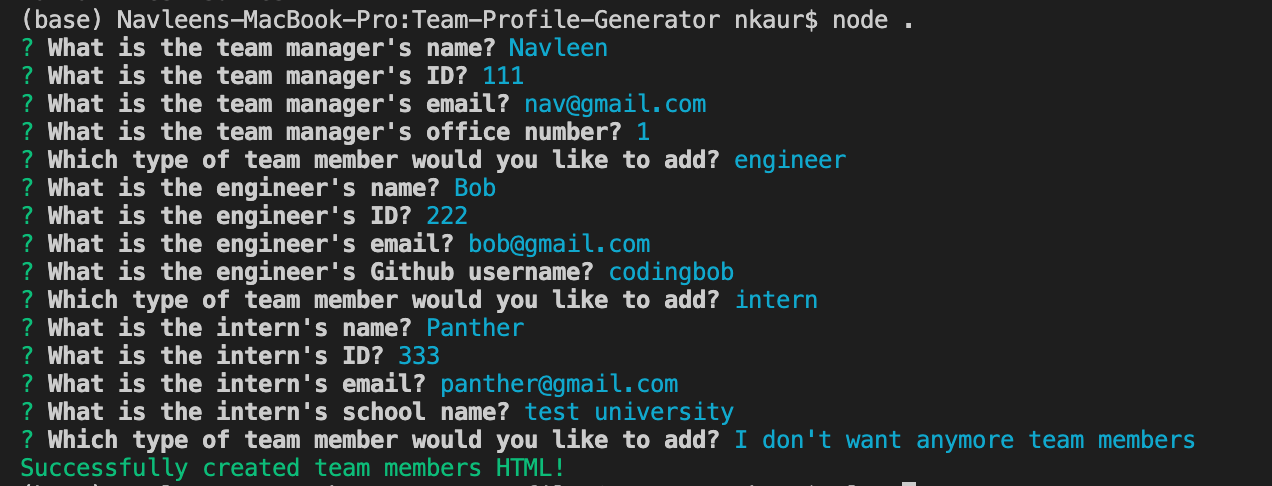 (base) Navleens-MacBook-Pro:Team-Profile-Generator nkaur$ node .
? What is the team manager's name? Navleen
? What is the team manager's ID? 111
? What is the team manager's email? nav@gmail.com
? What is the team manager's office number? 1
? Which type of team member would you like to add? engineer
? What is the engineer's name? Bob
? What is the engineer's ID? 222
? What is the engineer's email? bob@gmail.com
? What is the engineer's Github username? codingbob
? Which type of team member would you like to add? intern
? What is the intern's name? Panther
? What is the intern's ID? 333
? What is the intern's email? panther@gmail.com
? What is the intern's school name? test university
? Which type of team member would you like to add? I don't want anymore team members
Successfully created team members HTML!